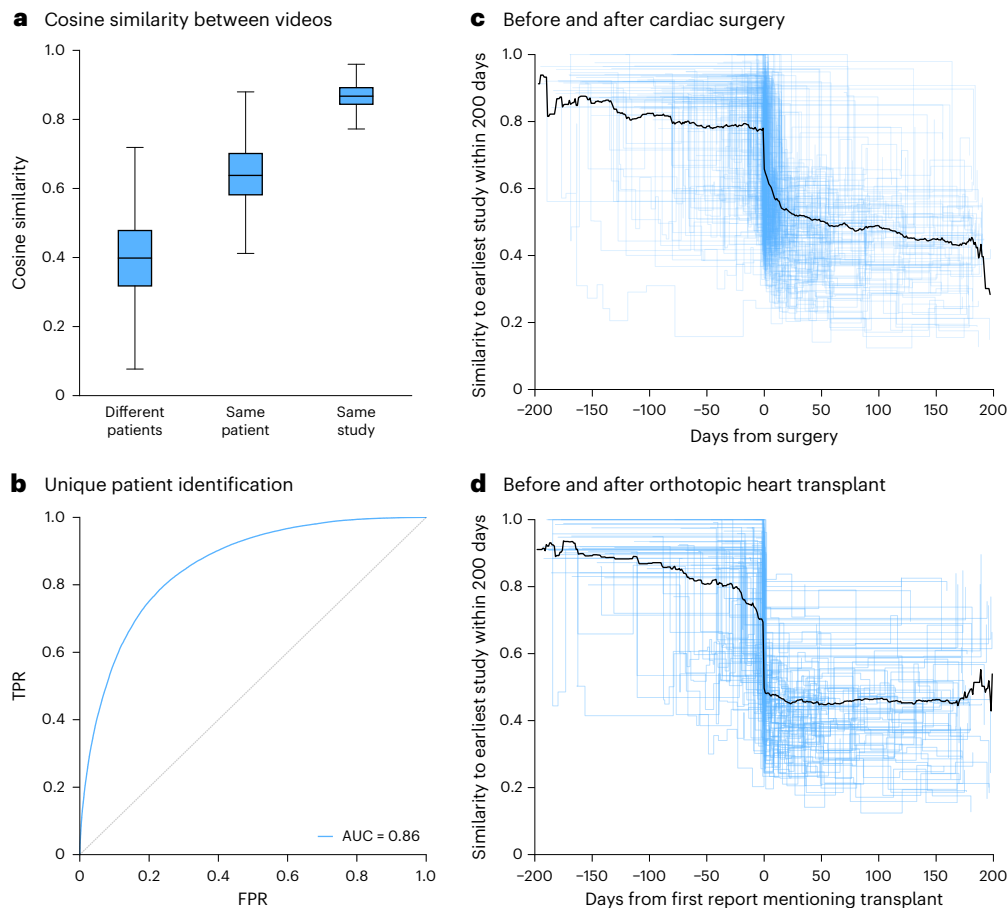 a Cosine similarity between videos
1.0
0.8
0.6
0.4
0.2
0
Cosine similarity
Different
patients
Same
patient
Same
study
b Unique patient identification
1.0
0.8
0.6
0.4
0.2
0
TPR
AUC = 0.86
0 0.2 0.4 0.6 0.8 1.0
FPR
c Before and after cardiac surgery
1.0
0.8
0.6
0.4
0.2
0
Similarity to earliest study within 200 days
−200 −150 −100 −50 0 50 100 150 200
Days from surgery
d Before and after orthotopic heart transplant
1.0
0.8
0.6
0.4
0.2
0
Similarity to earliest study within 200 days
−200 −150 −100 −50 0 50 100 150 200
Days from first report mentioning transplant